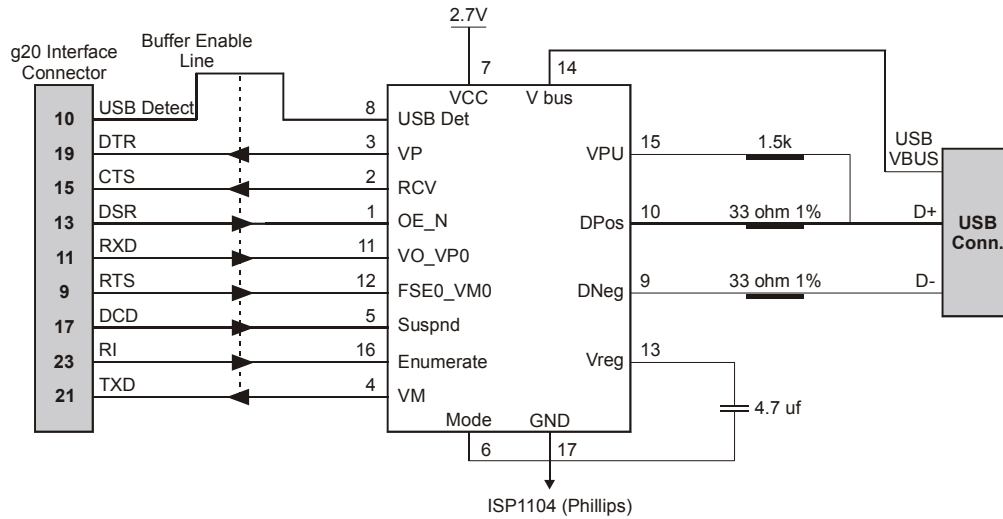 2.7V
g20 Interface
Connector
Buffer Enable
Line
7
14
VCC
V bus
10
USB Detect
8
USB Det
19
DTR
3
VP
VPU
15
1.5k
USB
VBUS
15
CTS
2
RCV
13
DSR
1
OE_N
DPos
10
33 ohm 1%
D+
USB
Conn.
11
RXD
11
VO_VP0
9
RTS
12
FSE0_VM0
DNeg
9
33 ohm 1%
D-
17
DCD
5
Suspnd
23
RI
16
Enumerate
Vreg
13
21
TXD
4
VM
4.7 uf
Mode
GND
6
17
ISP1104 (Phillips)